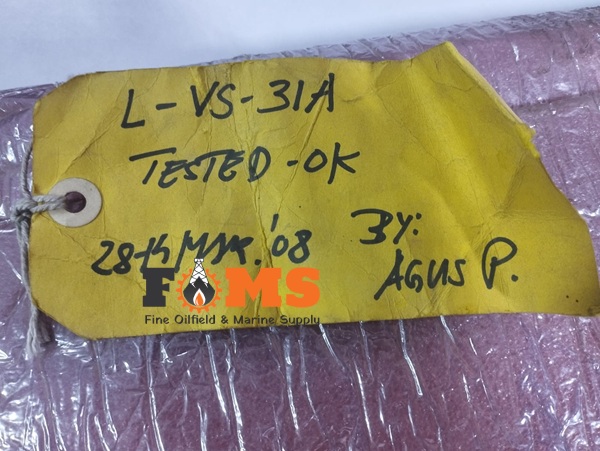 L-VS-31A
TESTED-OK
28th MAR.'08
BY:
AGUS P.
FOMS
Fine Oilfield & Marine Supply